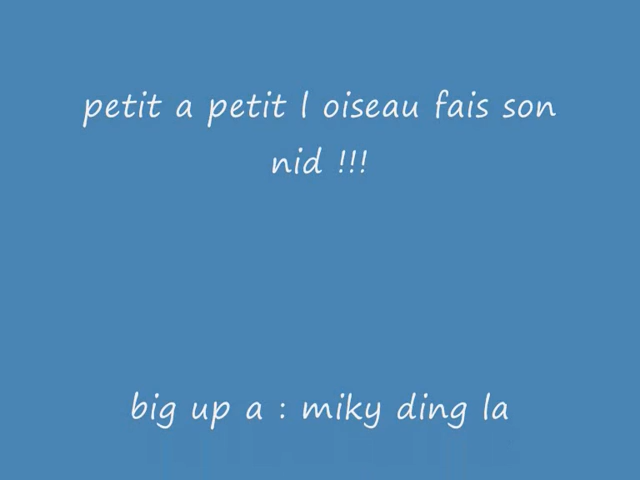 petit a petit l oiseau fais son
nid !!!
big up a : miky ding la